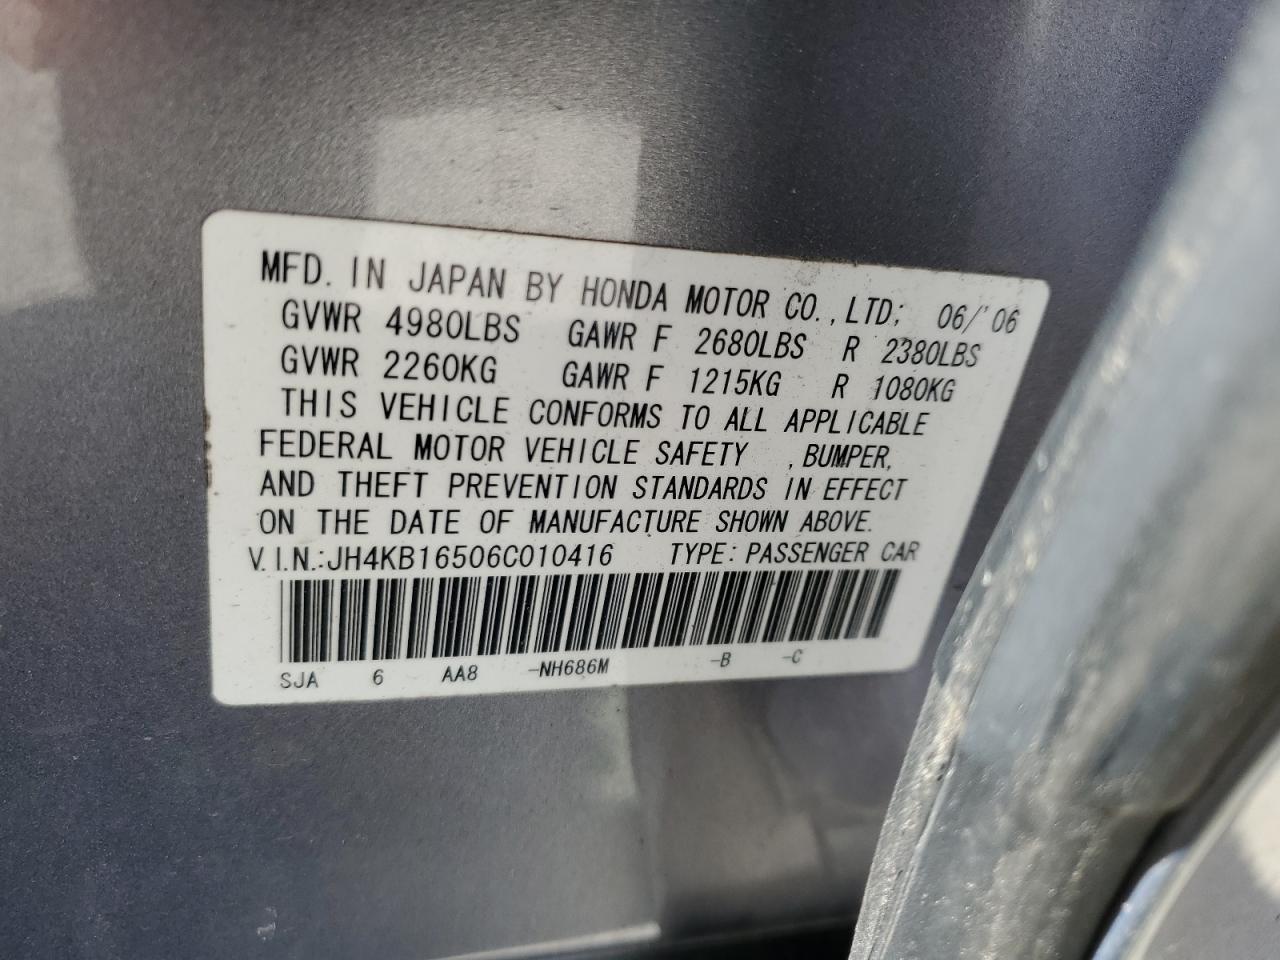 MFD. IN JAPAN BY HONDA MOTOR CO., LTD; 06/'06
GVWR 4980LBS GAWR F 2680LBS R 2380LBS
GVWR 2260KG GAWR F 1215KG R 1080KG
THIS VEHICLE CONFORMS TO ALL APPLICABLE
FEDERAL MOTOR VEHICLE SAFETY , BUMPER,
AND THEFT PREVENTION STANDARDS IN EFFECT
ON THE DATE OF MANUFACTURE SHOWN ABOVE.
V.I.N.:JH4KB16506C010416 TYPE: PASSENGER CAR
SJA 6 AA8 -NH686M -B -C